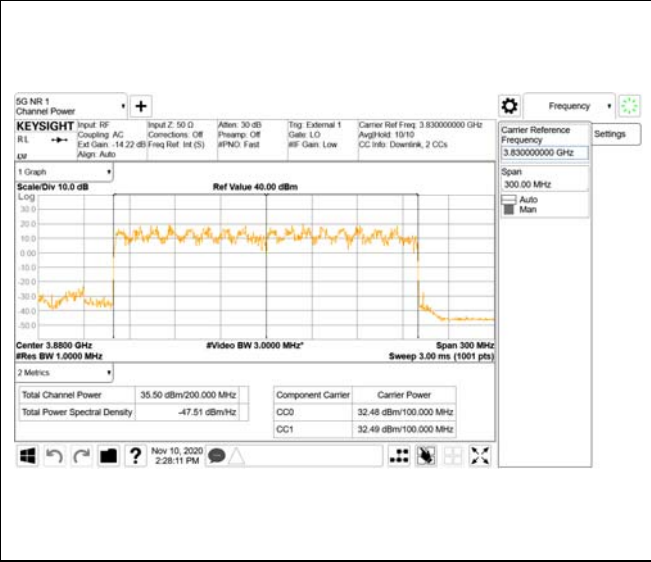 5G NR 1
Channel Power
Frequency
KEYSIGHT
RL
Input: RF
Coupling: AC
Ext Gain: -14.22 dB
Align: Auto
Input Z: 50 Ω
Corrections: Off
Freq Ref: Int (S)
Atten: 30 dB
Preamp: Off
#PNO: Fast
Trig: External 1
Gate: LO
#IF Gain: Low
Carrier Ref Freq: 3.830000000 GHz
Avg|Hold: 10/10
CC Info: Downlink, 2 CCs
Carrier Reference
Frequency
3.830000000 GHz
Settings
Span
300.00 MHz
Auto
Man
1 Graph
Scale/Div 10.0 dB
Ref Value 40.00 dBm
Log
30.0
20.0
10.0
0.00
-10.0
-20.0
-30.0
-40.0
-50.0
Center 3.8800 GHz
#Video BW 3.0000 MHz*
Span 300 MHz
#Res BW 1.0000 MHz
Sweep 3.00 ms (1001 pts)
2 Metrics
Total Channel Power 35.50 dBm/200.000 MHz
Total Power Spectral Density -47.51 dBm/Hz
Component Carrier Carrier Power
CC0 32.48 dBm/100.000 MHz
CC1 32.49 dBm/100.000 MHz
?
Nov 10, 2020
2:28:11 PM